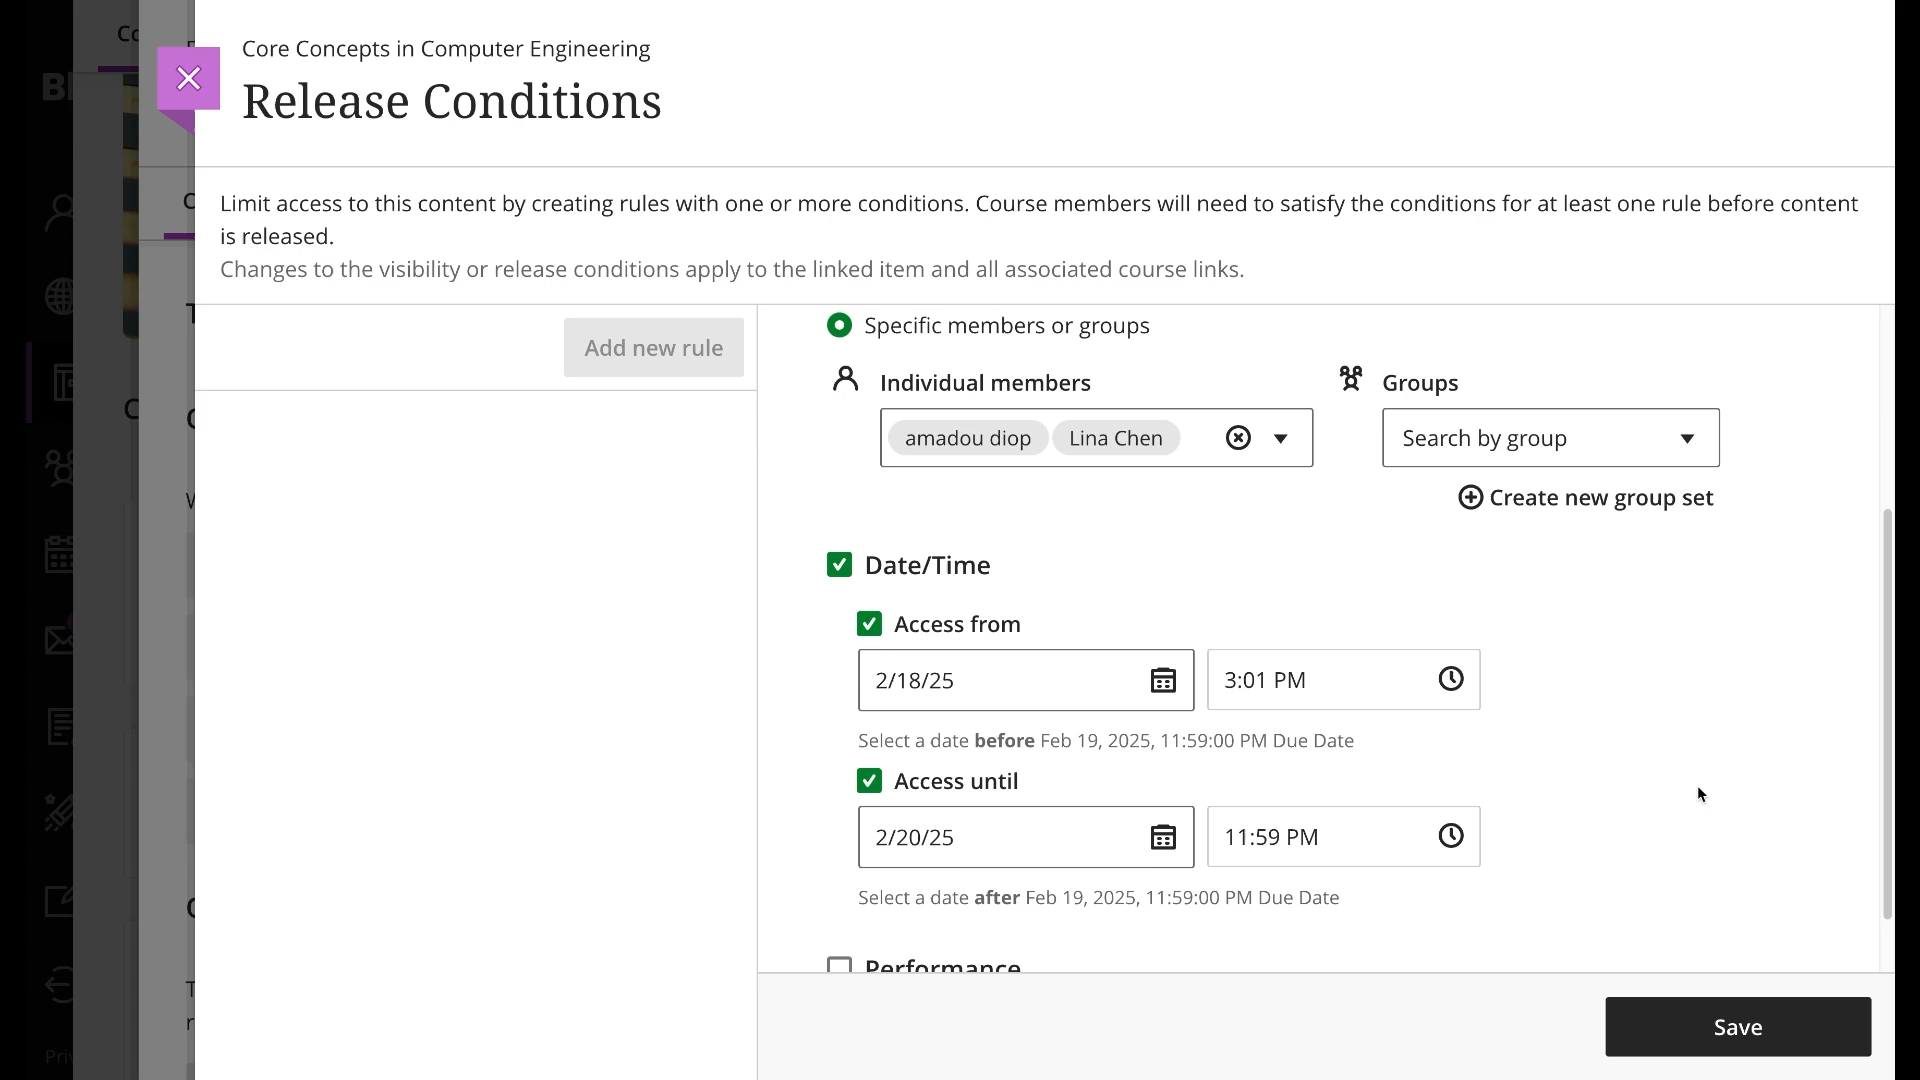 Core Concepts in Computer Engineering
Release Conditions
Limit access to this content by creating rules with one or more conditions. Course members will need to satisfy the conditions for at least one rule before content
is released.
Changes to the visibility or release conditions apply to the linked item and all associated course links.
Add new rule
Specific members or groups
Individual members
Groups
amadou diop Lina Chen
Search by group
Create new group set
Date/Time
Access from
2/18/25
3:01 PM
Select a date before Feb 19, 2025, 11:59:00 PM Due Date
Access until
2/20/25
11:59 PM
Select a date after Feb 19, 2025, 11:59:00 PM Due Date
Performance
Save